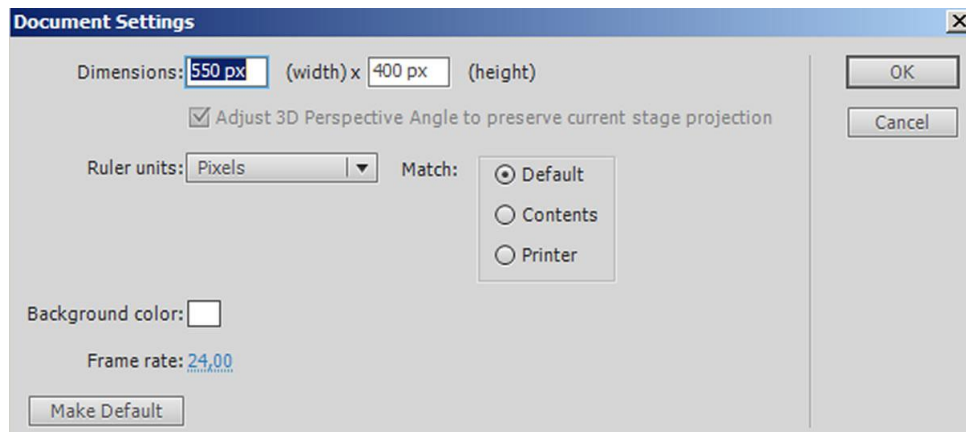 Document Settings
Dimensions: 550 px (width) x 400 px (height)
OK
Adjust 3D Perspective Angle to preserve current stage projection
Cancel
Ruler units: Pixels Match: Default
Contents
Printer
Background color:
Frame rate: 24,00
Make Default